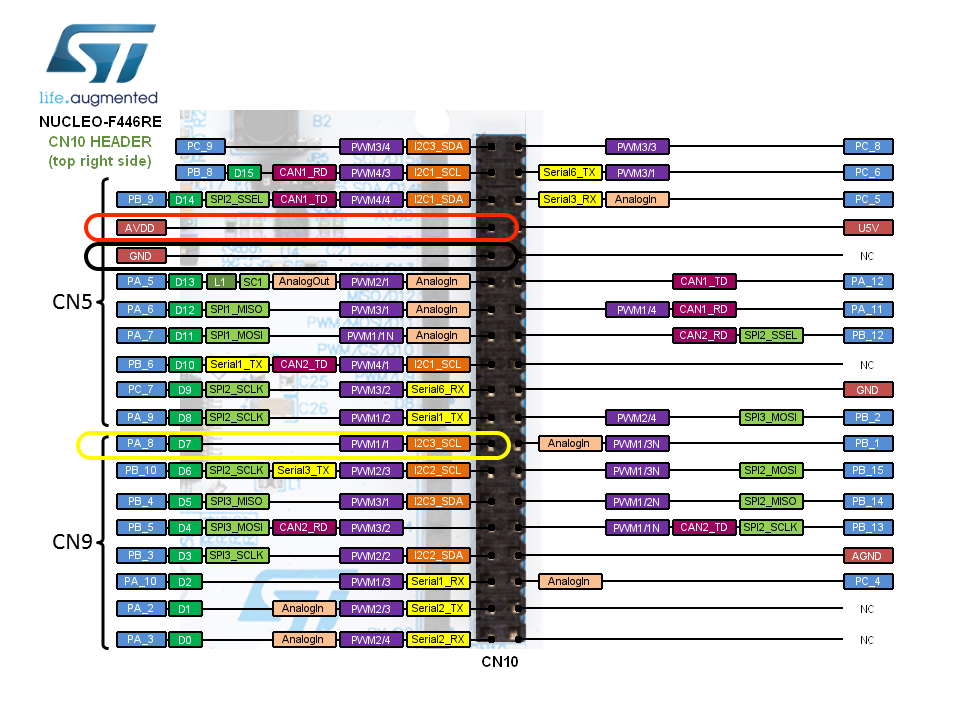 life.augmented
NUCLEO-F446RE
CN10 HEADER
(top right side)
B2
PC_9 PWM3/4 I2C3_SDA PWM3/3 PC_8
PB_8 D15 CAN1_RD PWM4/3 I2C1_SCL Serial6_TX PWM3/1 PC_6
PB_9 D14 SPI2_SSEL CAN1_TD PWM4/4 I2C1_SDA Serial3_RX AnalogIn PC_5
AVDD U5V
GND NC
PA_5 D13 L1 SC1 AnalogOut PWM2/1 AnalogIn CAN1_TD PA_12
CN5
PA_6 D12 SPI1_MISO PWM3/1 AnalogIn PWM1/4 CAN1_RD PA_11
PA_7 D11 SPI1_MOSI PWM1/1N AnalogIn CAN2_RD SPI2_SSEL PB_12
PWM/CS/D10
PB_6 D10 Serial1_TX CAN2_TD PWM4/1 I2C1_SCL NC
C25
PC_7 D9 SPI2_SCLK PWM3/2 Serial6_RX GND
C26
PA_9 D8 SPI2_SCLK PWM1/2 Serial1_TX PWM2/4 SPI3_MOSI PB_2
PA_8 D7 PWM1/1 I2C3_SCL AnalogIn PWM1/3N PB_1
PB_10 D6 SPI2_SCLK Serial3_TX PWM2/3 I2C2_SCL PWM1/3N SPI2_MOSI PB_15
PB_4 D5 SPI3_MISO PWM3/1 I2C3_SDA PWM1/2N SPI2_MISO PB_14
PB_5 D4 SPI3_MOSI CAN2_RD PWM3/2 PWM1/1N CAN2_TD SPI2_SCLK PB_13
CN9
PB_3 D3 SPI3_SCLK PWM2/2 I2C2_SDA AGND
PA_10 D2 PWM1/3 Serial1_RX AnalogIn PC_4
PA_2 D1 AnalogIn PWM2/3 Serial2_TX NC
PA_3 D0 AnalogIn PWM2/4 Serial2_RX NC
CN10